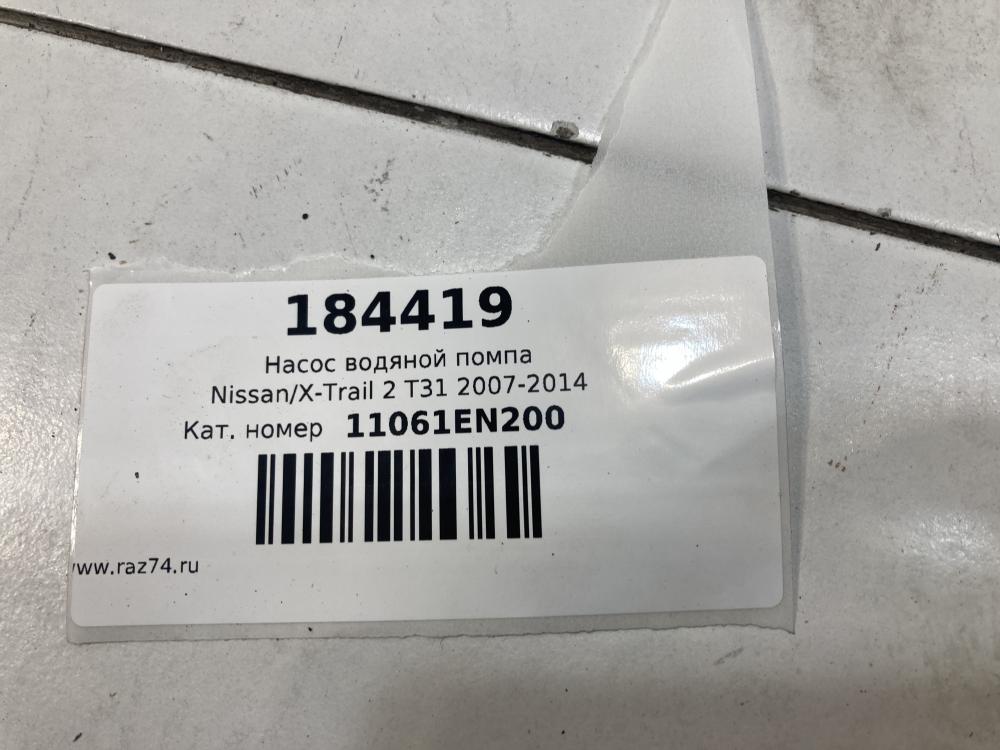 184419
Насос водяной помпа
Nissan/X-Trail 2 T31 2007-2014
Кат. номер 11061EN200
www.raz74.ru